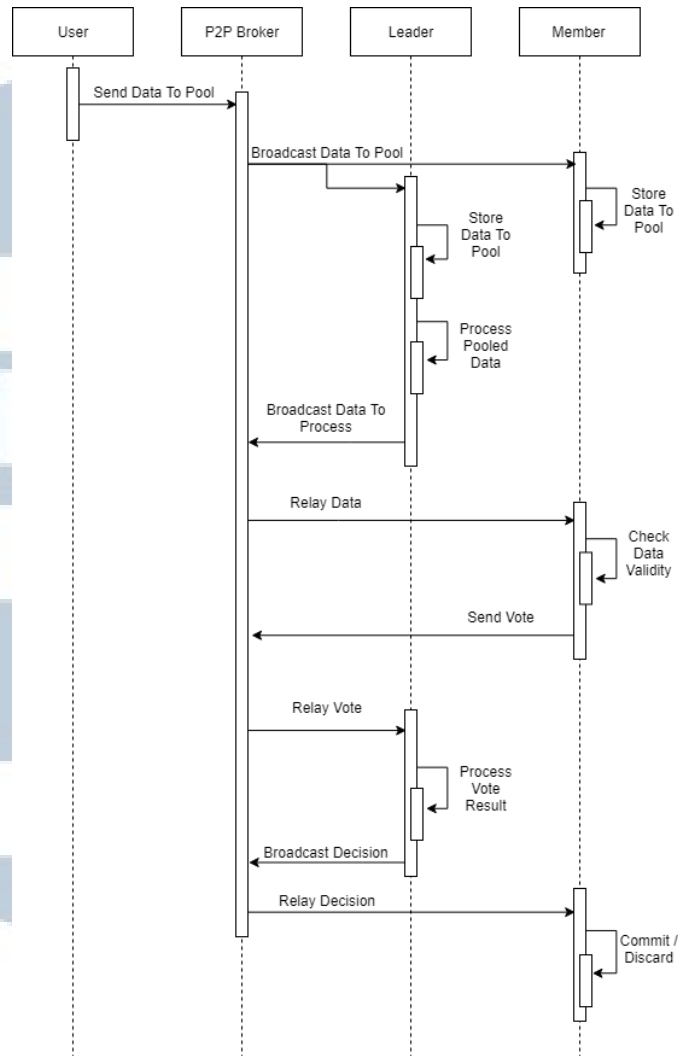 User
P2P Broker
Leader
Member
Send Data To Pool
Broadcast Data To Pool
Store
Data To
Pool
Store
Data To
Pool
Process
Pooled
Data
Broadcast Data To
Process
Relay Data
Check
Data
Validity
Send Vote
Relay Vote
Process
Vote
Result
Broadcast Decision
Relay Decision
Commit /
Discard